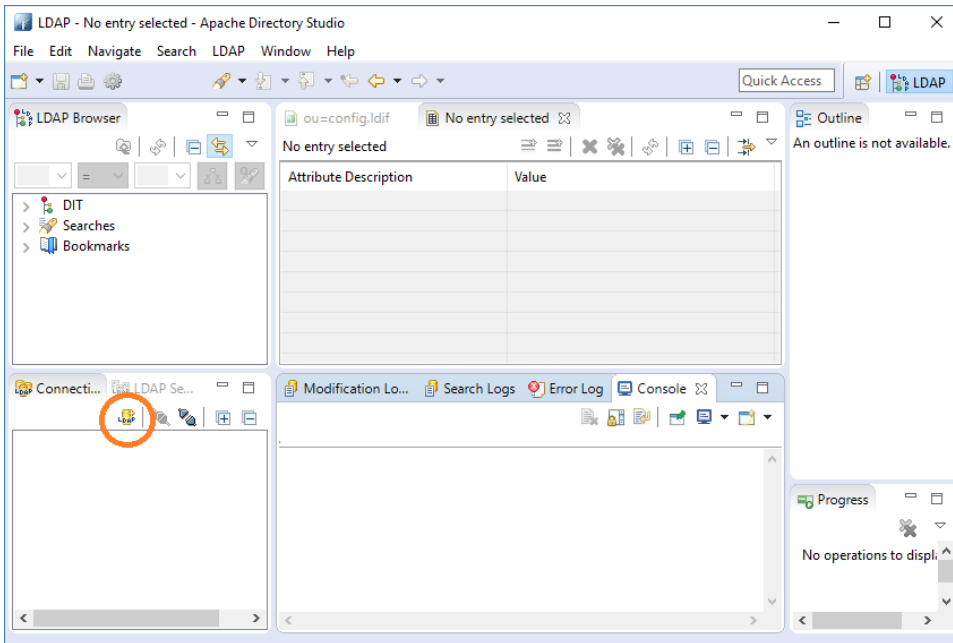 LDAP - No entry selected - Apache Directory Studio
File Edit Navigate Search LDAP Window Help
Quick Access
LDAP
LDAP Browser
=
DIT
Searches
Bookmarks
ou=config.ldif
No entry selected
No entry selected
Attribute Description Value
Outline
An outline is not available.
Connecti... LDAP Se...
LDAP
Modification Lo... Search Logs Error Log Console
Progress
No operations to displ